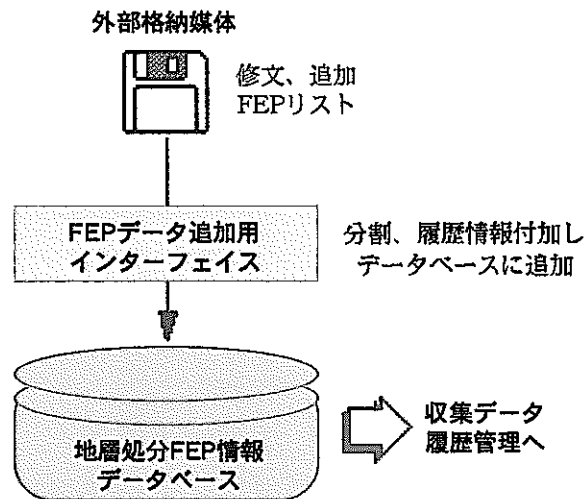 外部格納媒体
修文、追加
FEPリスト
FEPデータ追加用
インターフェイス
分割、履歴情報付加し
データベースに追加
地層処分FEP情報
データベース
収集データ
履歴管理へ